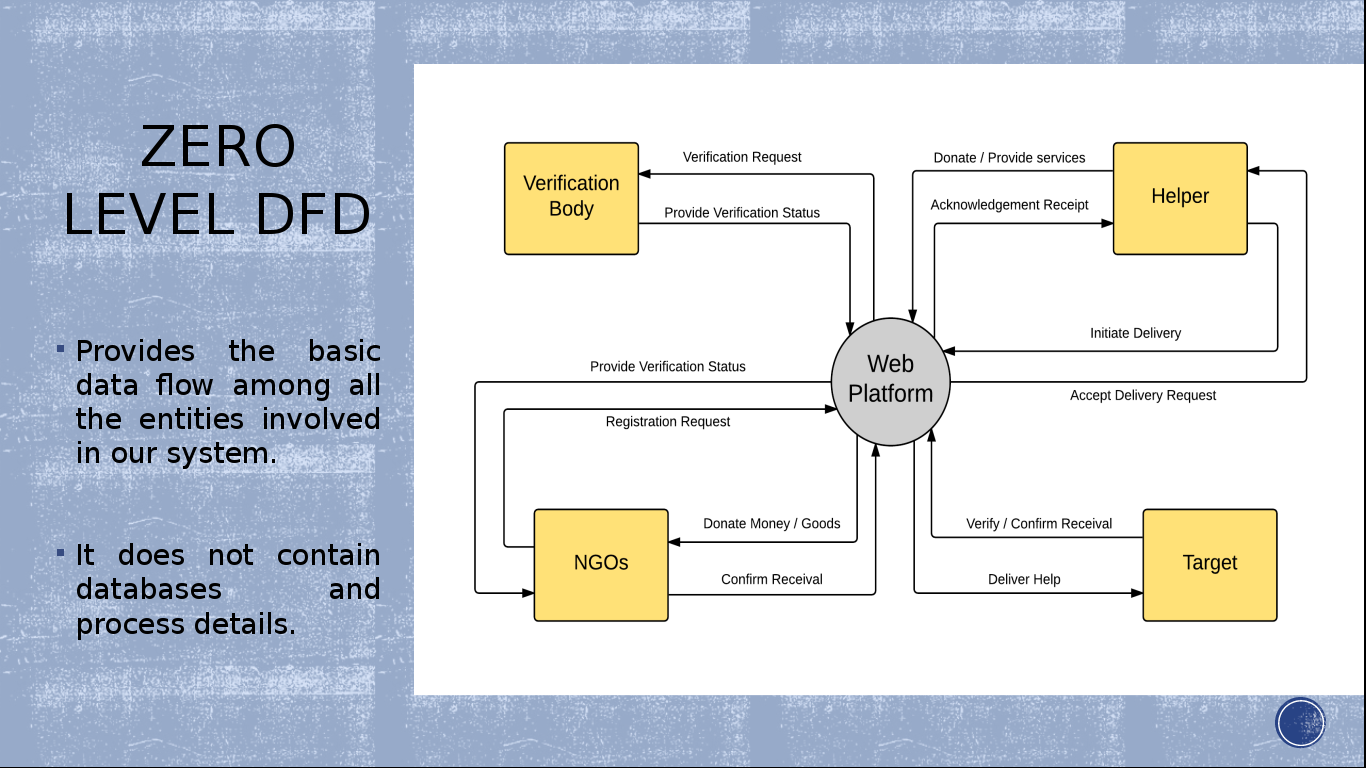 ZERO
LEVEL DFD
Provides the basic
data flow among all
the entities involved
in our system.
It does not contain
databases and
process details.
Verification
Body
Verification Request
Provide Verification Status
Donate / Provide services
Acknowledgement Receipt
Helper
Initiate Delivery
Web
Platform
Provide Verification Status
Accept Delivery Request
Registration Request
NGOs
Donate Money / Goods
Confirm Receival
Verify / Confirm Receival
Deliver Help
Target